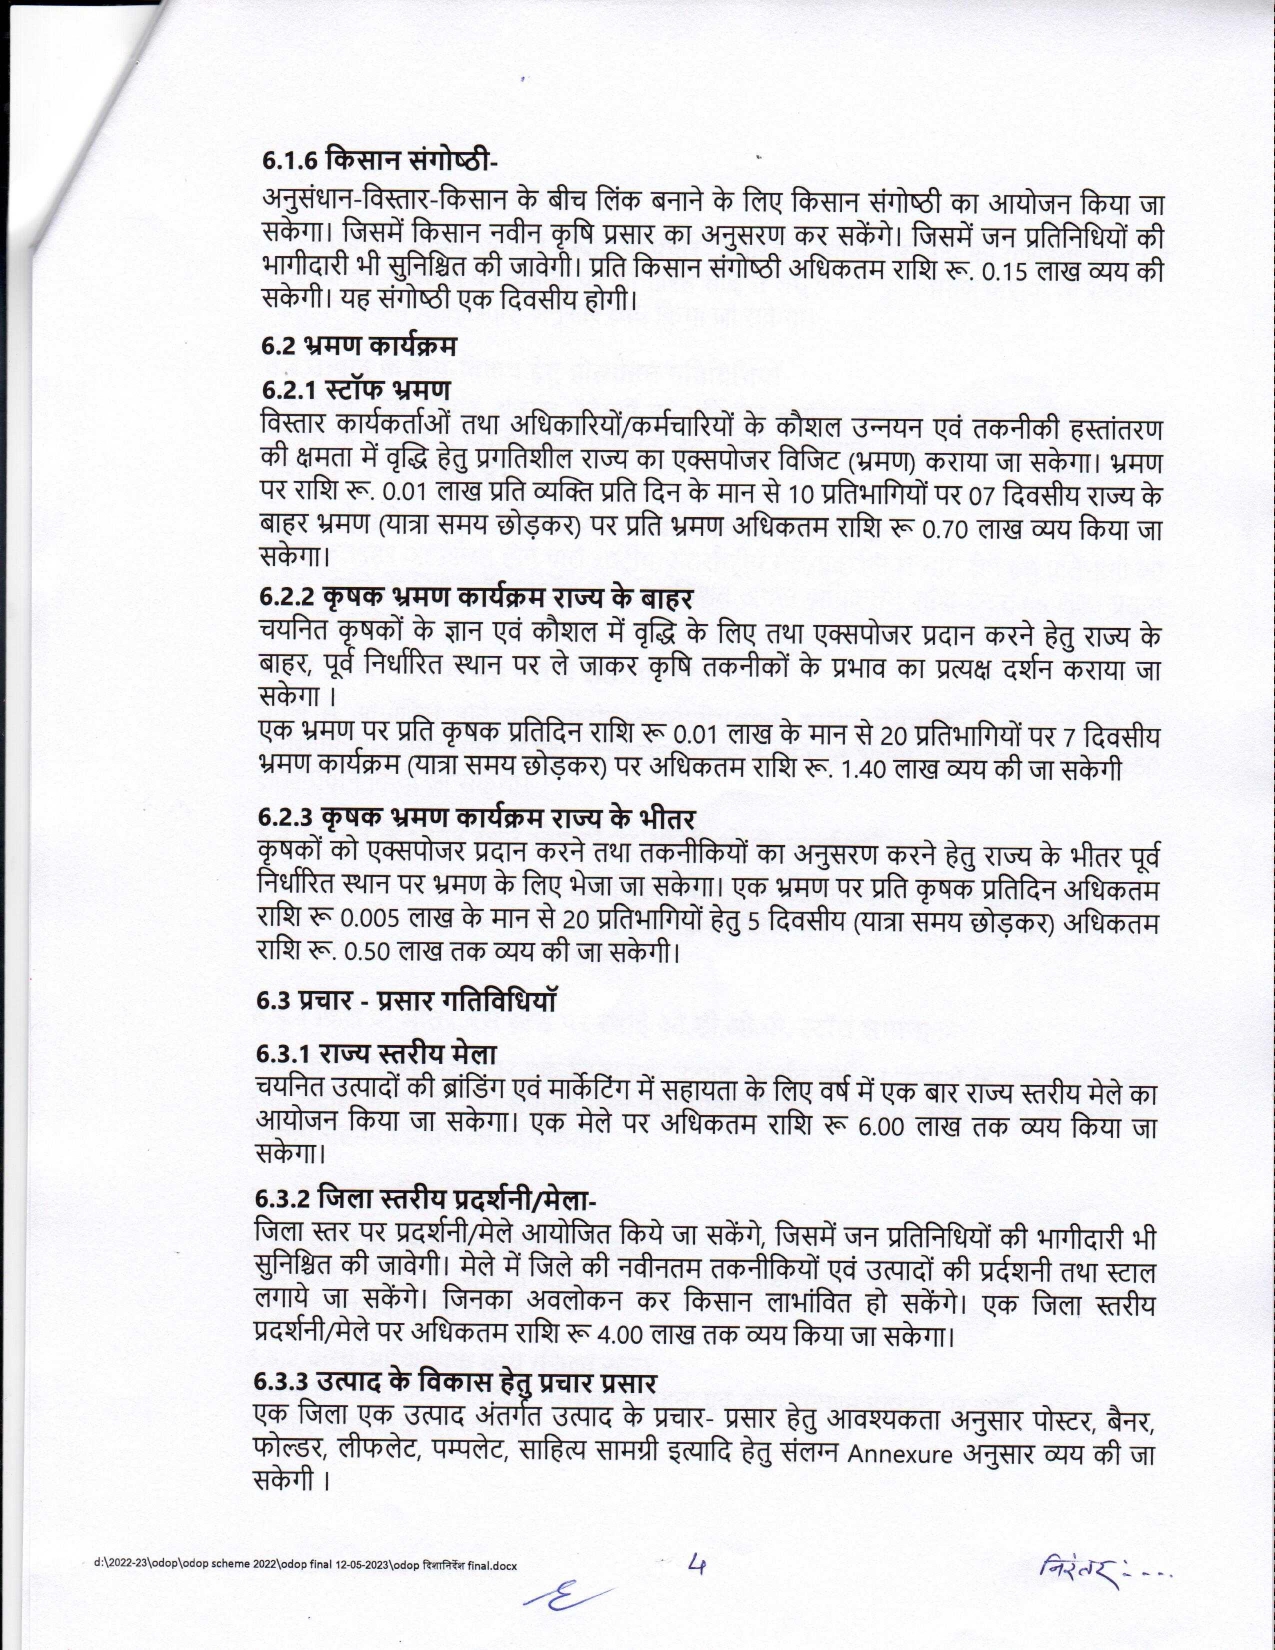 6.1.6 किसान संगोष्ठी-
अनुसंधान-विस्तार-किसान के बीच लिंक बनाने के लिए किसान संगोष्ठी का आयोजन किया जा
सकेगा। जिसमें किसान नवीन कृषि प्रसार का अनुसरण कर सकेंगे। जिसमें जन प्रतिनिधियों की
भागीदारी भी सुनिश्चित की जावेगी। प्रति किसान संगोष्ठी अधिकतम राशि रू. 0.15 लाख व्यय की
सकेगी। यह संगोष्ठी एक दिवसीय होगी।
6.2 भ्रमण कार्यक्रम
6.2.1 स्टॉफ भ्रमण
विस्तार कार्यकर्ताओं तथा अधिकारियों/कर्मचारियों के कौशल उन्नयन एवं तकनीकी हस्तांतरण
की क्षमता में वृद्धि हेतु प्रगतिशील राज्य का एक्सपोजर विजिट (भ्रमण) कराया जा सकेगा। भ्रमण
पर राशि रू. 0.01 लाख प्रति व्यक्ति प्रति दिन के मान से 10 प्रतिभागियों पर 07 दिवसीय राज्य के
बाहर भ्रमण (यात्रा समय छोड़कर) पर प्रति भ्रमण अधिकतम राशि रू 0.70 लाख व्यय किया जा
सकेगा।
6.2.2 कृषक भ्रमण कार्यक्रम राज्य के बाहर
चयनित कृषकों के ज्ञान एवं कौशल में वृद्धि के लिए तथा एक्सपोजर प्रदान करने हेतु राज्य के
बाहर, पूर्व निर्धारित स्थान पर ले जाकर कृषि तकनीकों के प्रभाव का प्रत्यक्ष दर्शन कराया जा
सकेगा ।
एक भ्रमण पर प्रति कृषक प्रतिदिन राशि रू 0.01 लाख के मान से 20 प्रतिभागियों पर 7 दिवसीय
भ्रमण कार्यक्रम (यात्रा समय छोड़कर) पर अधिकतम राशि रू. 1.40 लाख व्यय की जा सकेगी
6.2.3 कृषक भ्रमण कार्यक्रम राज्य के भीतर
कृषकों को एक्सपोजर प्रदान करने तथा तकनीकियों का अनुसरण करने हेतु राज्य के भीतर पूर्व
निर्धारित स्थान पर भ्रमण के लिए भेजा जा सकेगा। एक भ्रमण पर प्रति कृषक प्रतिदिन अधिकतम
राशि रू 0.005 लाख के मान से 20 प्रतिभागियों हेतु 5 दिवसीय (यात्रा समय छोड़कर) अधिकतम
राशि रू. 0.50 लाख तक व्यय की जा सकेगी।
6.3 प्रचार - प्रसार गतिविधियॉ
6.3.1 राज्य स्तरीय मेला
चयनित उत्पादों की ब्रांडिंग एवं मार्केटिंग में सहायता के लिए वर्ष में एक बार राज्य स्तरीय मेले का
आयोजन किया जा सकेगा। एक मेले पर अधिकतम राशि रू 6.00 लाख तक व्यय किया जा
सकेगा।
6.3.2 जिला स्तरीय प्रदर्शनी/मेला-
जिला स्तर पर प्रदर्शनी/मेले आयोजित किये जा सकेंगे, जिसमें जन प्रतिनिधियों की भागीदारी भी
सुनिश्चित की जावेगी। मेले में जिले की नवीनतम तकनीकियों एवं उत्पादों की प्रर्दशनी तथा स्टाल
लगाये जा सकेंगे। जिनका अवलोकन कर किसान लाभांवित हो सकेंगे। एक जिला स्तरीय
प्रदर्शनी/मेले पर अधिकतम राशि रू 4.00 लाख तक व्यय किया जा सकेगा।
6.3.3 उत्पाद के विकास हेतु प्रचार प्रसार
एक जिला एक उत्पाद अंतर्गत उत्पाद के प्रचार- प्रसार हेतु आवश्यकता अनुसार पोस्टर, बैनर,
फोल्डर, लीफलेट, पम्पलेट, साहित्य सामग्री इत्यादि हेतु संलग्न Annexure अनुसार व्यय की जा
सकेगी ।
d:\2022-23\odop\odop scheme 2022\odop final 12-05-2023\odop दिशानिर्देश final.docx
4
निरंतर:- ...